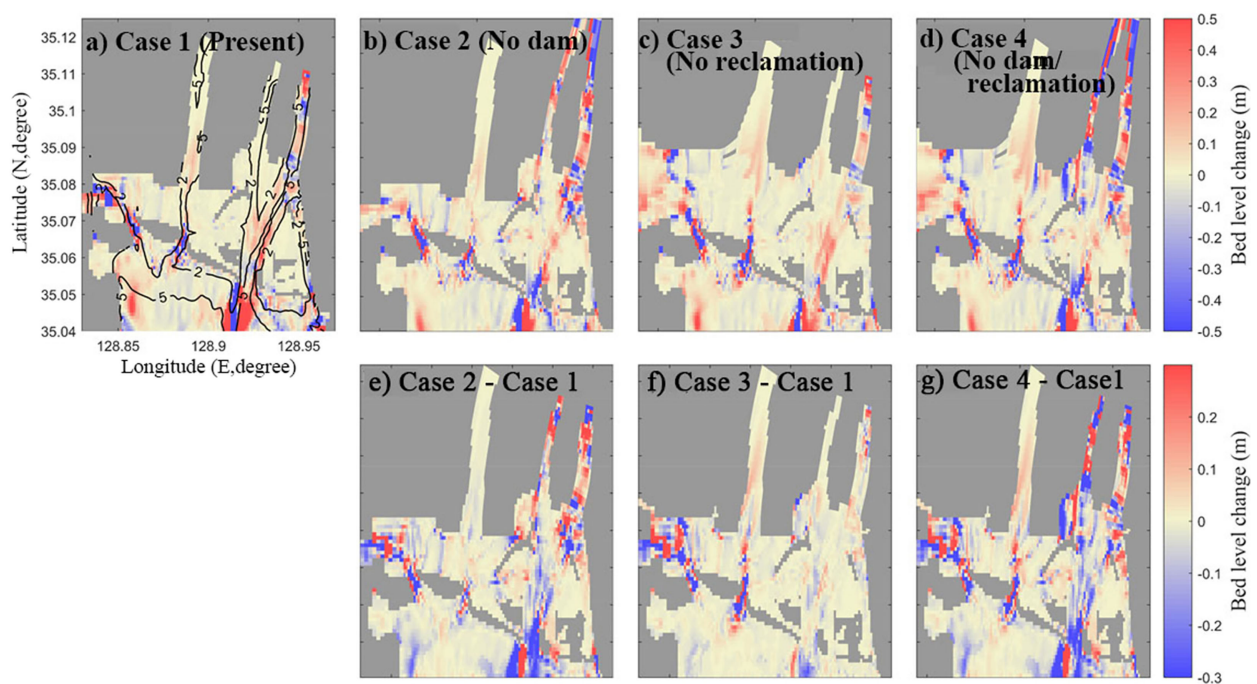 a) Case 1 (Present)
b) Case 2 (No dam)
c) Case 3
(No reclamation)
d) Case 4
(No dam/
reclamation)
0.5
0.4
0.3
0.2
0.1
0
-0.1
-0.2
-0.3
-0.4
-0.5
Bed level change (m)
35.12
35.11
35.1
35.09
35.08
35.07
35.06
35.05
35.04
Latitude (N,degree)
128.85
128.9
128.95
Longitude (E,degree)
e) Case 2 - Case 1
f) Case 3 - Case 1
g) Case 4 - Case1
0.2
0.1
0
-0.1
-0.2
-0.3
Bed level change (m)